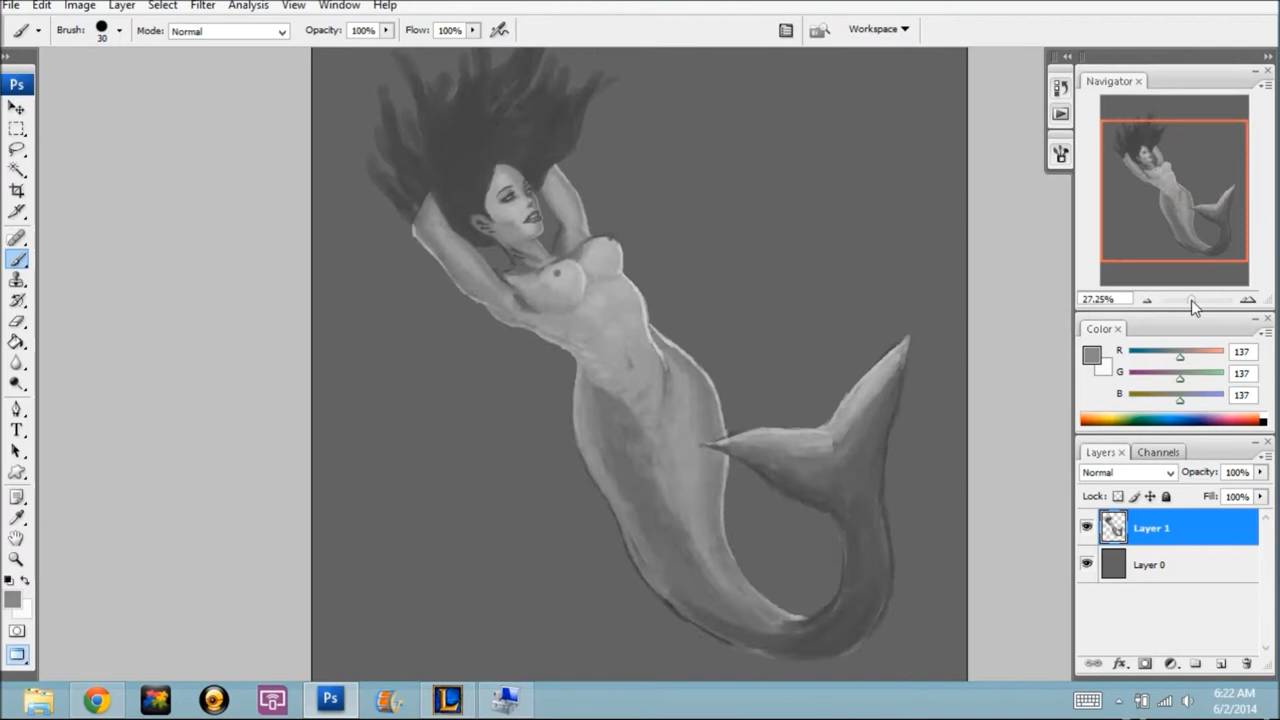 File Edit Image Layer Select Filter Analysis View Window Help
Brush: 30 Mode: Normal Opacity: 100% Flow: 100% Workspace
Ps
Navigator
27.25%
Color
R 137
G 137
B 137
Layers Channels
Normal Opacity: 100%
Lock: Fill: 100%
Layer 1
Layer 0
T
Ps
L
6:22 AM
6/2/2014